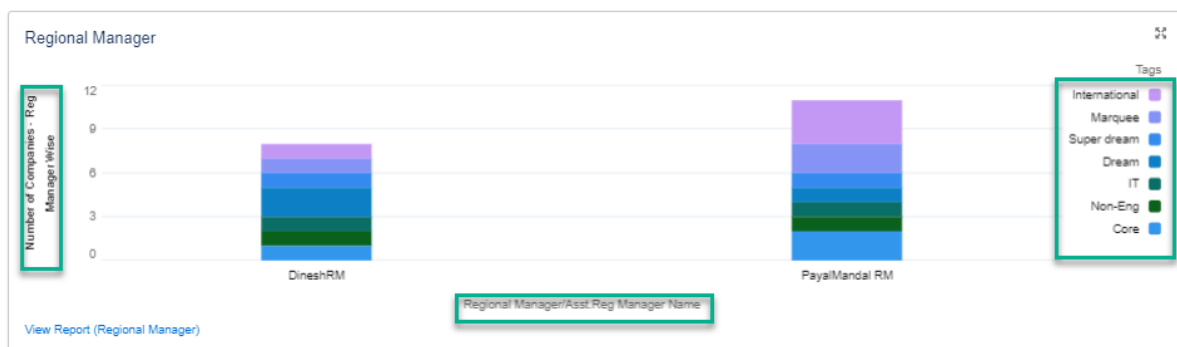 Regional Manager
Number of Companies - Reg
Manager Wise
12
9
6
3
0
DineshRM
PayalMandal RM
Regional Manager/Asst.Reg Manager Name
Tags
International
Marquee
Super dream
Dream
IT
Non-Eng
Core
View Report (Regional Manager)